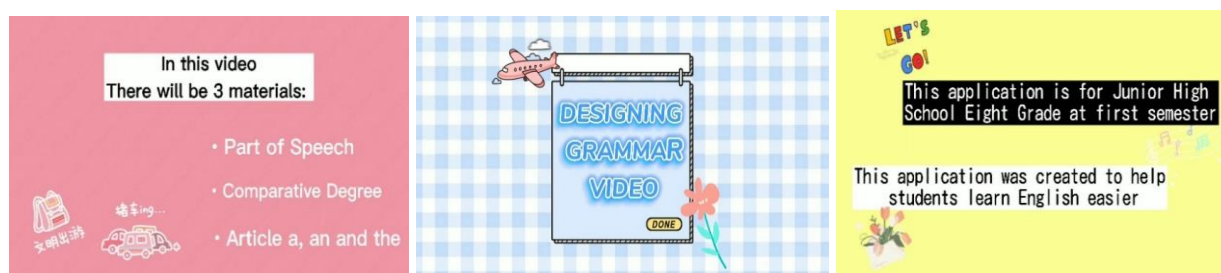 In this video
There will be 3 materials:
• Part of Speech
• Comparative Degree
• Article a, an and the
文明出游
堵车ing...
DESIGNING
GRAMMAR
VIDEO
DONE
LET'S
GO!
This application is for Junior High
School Eight Grade at first semester
This application was created to help
students learn English easier